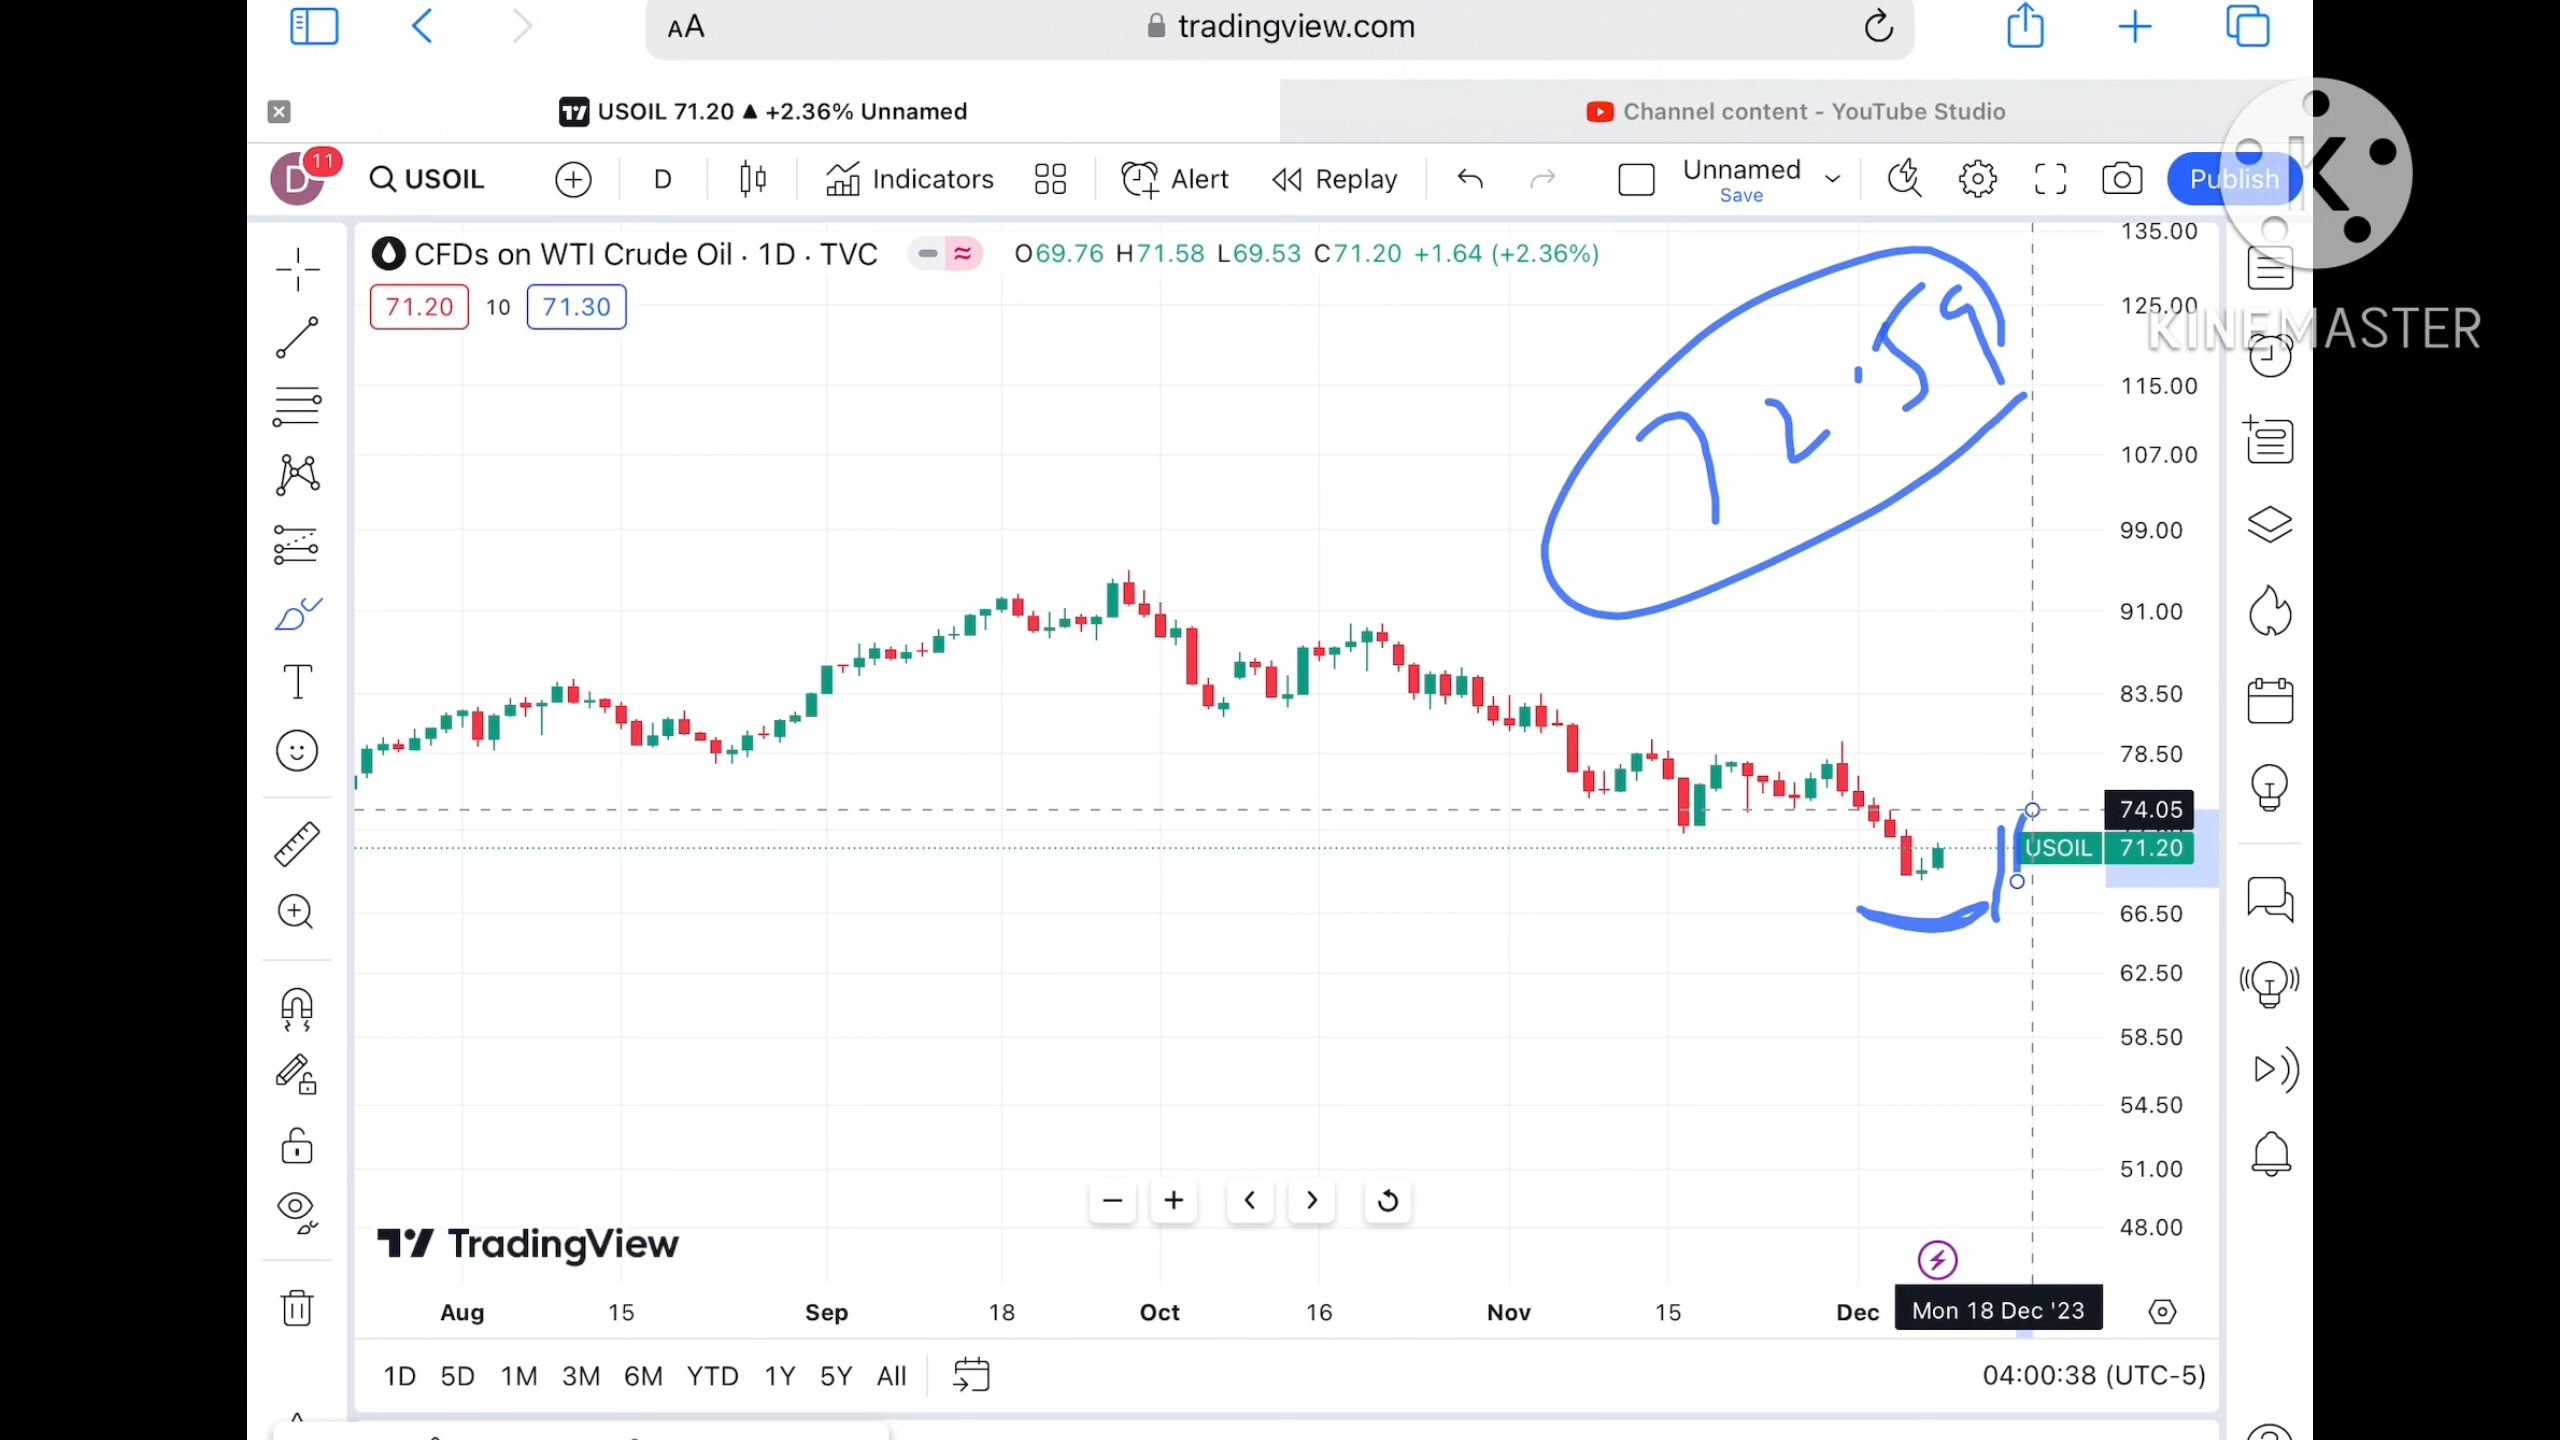 AA tradingview.com
USOIL 71.20 ▲ +2.36% Unnamed Channel content - YouTube Studio
D 11 USOIL D Indicators Alert Replay Unnamed Save Publish
K
KINEMASTER
CFDs on WTI Crude Oil · 1D · TVC O69.76 H71.58 L69.53 C71.20 +1.64 (+2.36%)
71.20 10 71.30
72.59
135.00
125.00
115.00
107.00
99.00
91.00
83.50
78.50
74.05
USOIL 71.20
66.50
62.50
58.50
54.50
51.00
48.00
TradingView
Aug 15 Sep 18 Oct 16 Nov 15 Dec Mon 18 Dec '23
1D 5D 1M 3M 6M YTD 1Y 5Y All 04:00:38 (UTC-5)